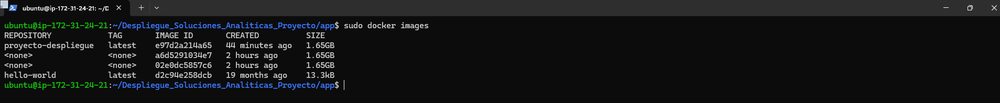 ubuntu@ip-172-31-24-21: ~/D
ubuntu@ip-172-31-24-21:~/Despliegue_Soluciones_Analiticas_Proyecto/app$ sudo docker images
REPOSITORY TAG IMAGE ID CREATED SIZE
proyecto-despliegue latest e97d2a214a65 44 minutes ago 1.65GB
<none> <none> a6d5291034e7 2 hours ago 1.65GB
<none> <none> 02e0dc5857c6 2 hours ago 1.65GB
hello-world latest d2c94e258dcb 19 months ago 13.3kB
ubuntu@ip-172-31-24-21:~/Despliegue_Soluciones_Analiticas_Proyecto/app$